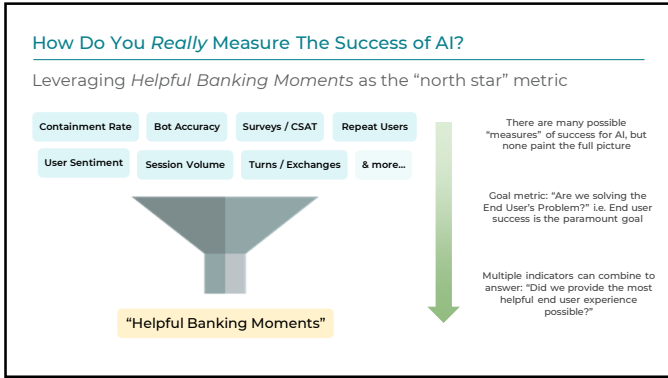 How Do You Really Measure The Success of AI?
Leveraging Helpful Banking Moments as the “north star” metric
Containment Rate
Bot Accuracy
Surveys / CSAT
Repeat Users
User Sentiment
Session Volume
Turns / Exchanges
& more...
“Helpful Banking Moments”
There are many possible
“measures” of success for AI, but
none paint the full picture
Goal metric: “Are we solving the
End User’s Problem?” i.e. End user
success is the paramount goal
Multiple indicators can combine to
answer: “Did we provide the most
helpful end user experience
possible?”